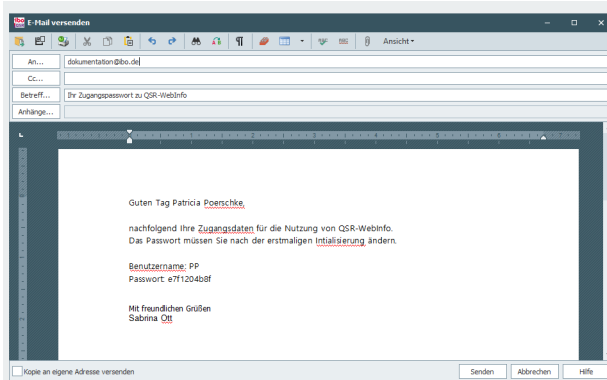 ibo E-Mail versenden
Ansicht
An... dokumentation@ibo.de
Cc...
Betreff... Ihr Zugangspasswort zu QSR-WebInfo
Anhänge...
Guten Tag Patricia Poerschke,
nachfolgend Ihre Zugangsdaten für die Nutzung von QSR-WebInfo.
Das Passwort müssen Sie nach der erstmaligen Intialisierung ändern.
Benutzername: PP
Passwort: e7f1204b8f
Mit freundlichen Grüßen
Sabrina Ott
Kopie an eigene Adresse versenden
Senden Abbrechen Hilfe